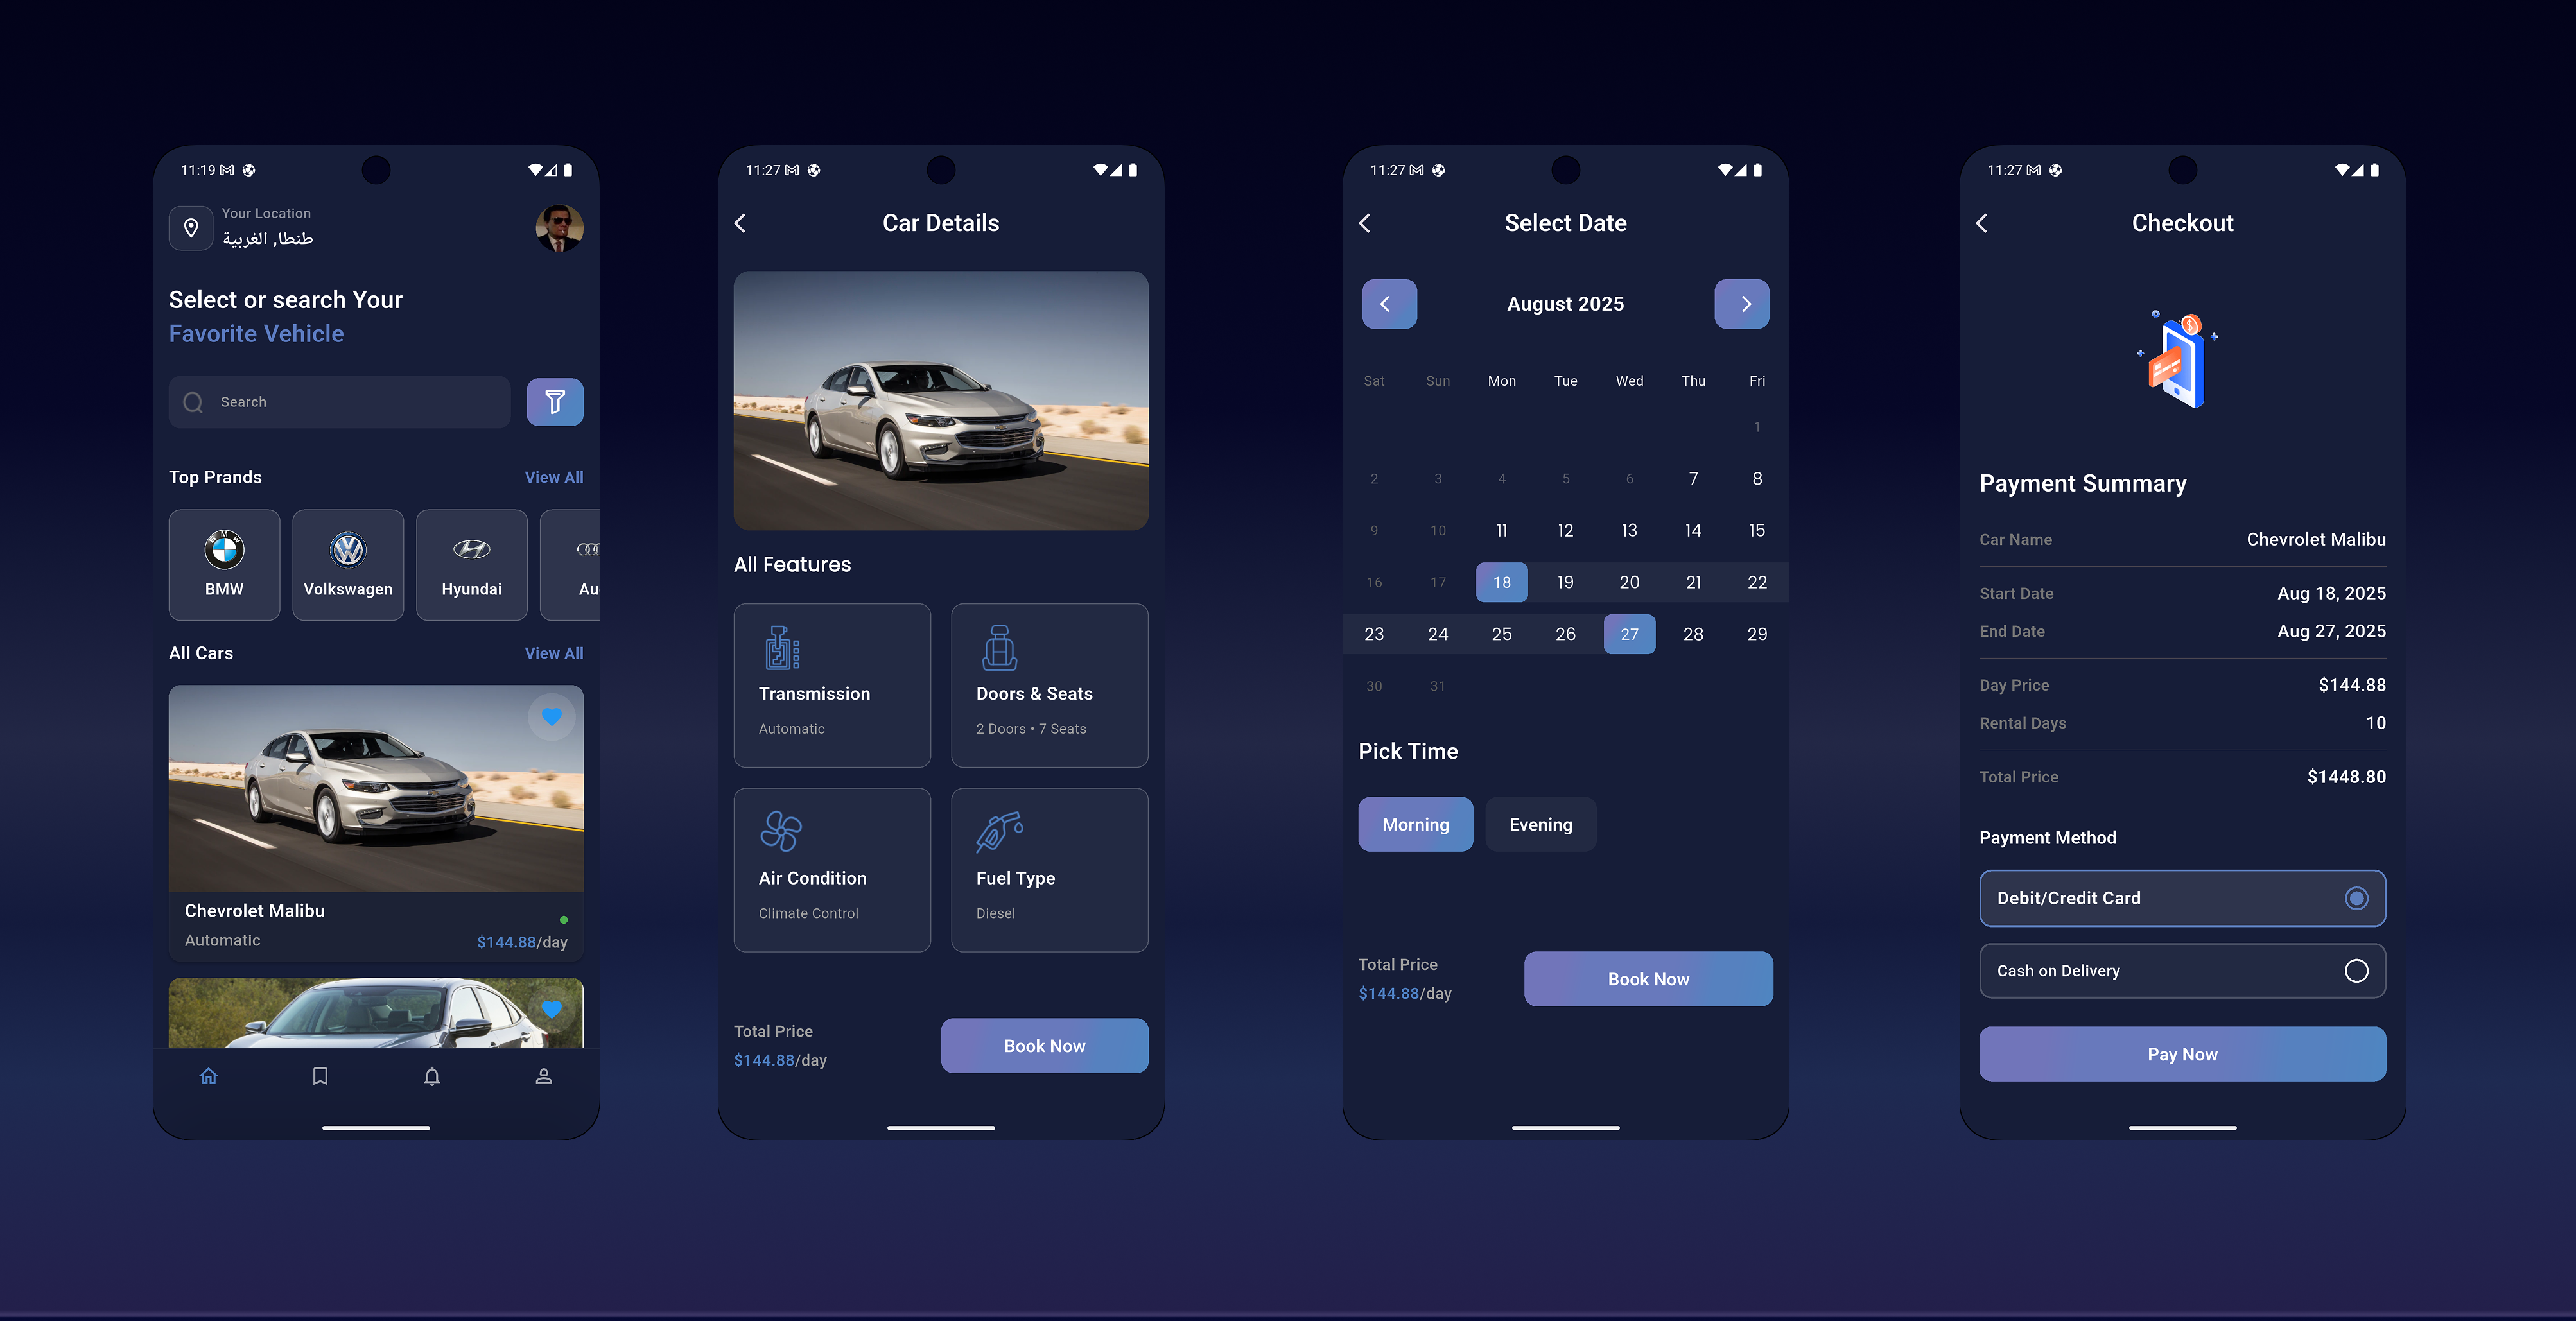 11:19
Your Location
طنطا, الغربية
Select or search Your
Favorite Vehicle
Search
Top Prands
View All
BMW
Volkswagen
Hyundai
Au
All Cars
View All
Chevrolet Malibu
Automatic
$144.88/day
11:27
Car Details
All Features
Transmission
Automatic
Doors & Seats
2 Doors • 7 Seats
Air Condition
Climate Control
Fuel Type
Diesel
Total Price
$144.88/day
Book Now
11:27
Select Date
August 2025
Sat Sun Mon Tue Wed Thu Fri
1
2 3 4 5 6 7 8
9 10 11 12 13 14 15
16 17 18 19 20 21 22
23 24 25 26 27 28 29
30 31
Pick Time
Morning
Evening
Total Price
$144.88/day
Book Now
11:27
Checkout
Payment Summary
Car Name Chevrolet Malibu
Start Date Aug 18, 2025
End Date Aug 27, 2025
Day Price $144.88
Rental Days 10
Total Price $1448.80
Payment Method
Debit/Credit Card
Cash on Delivery
Pay Now